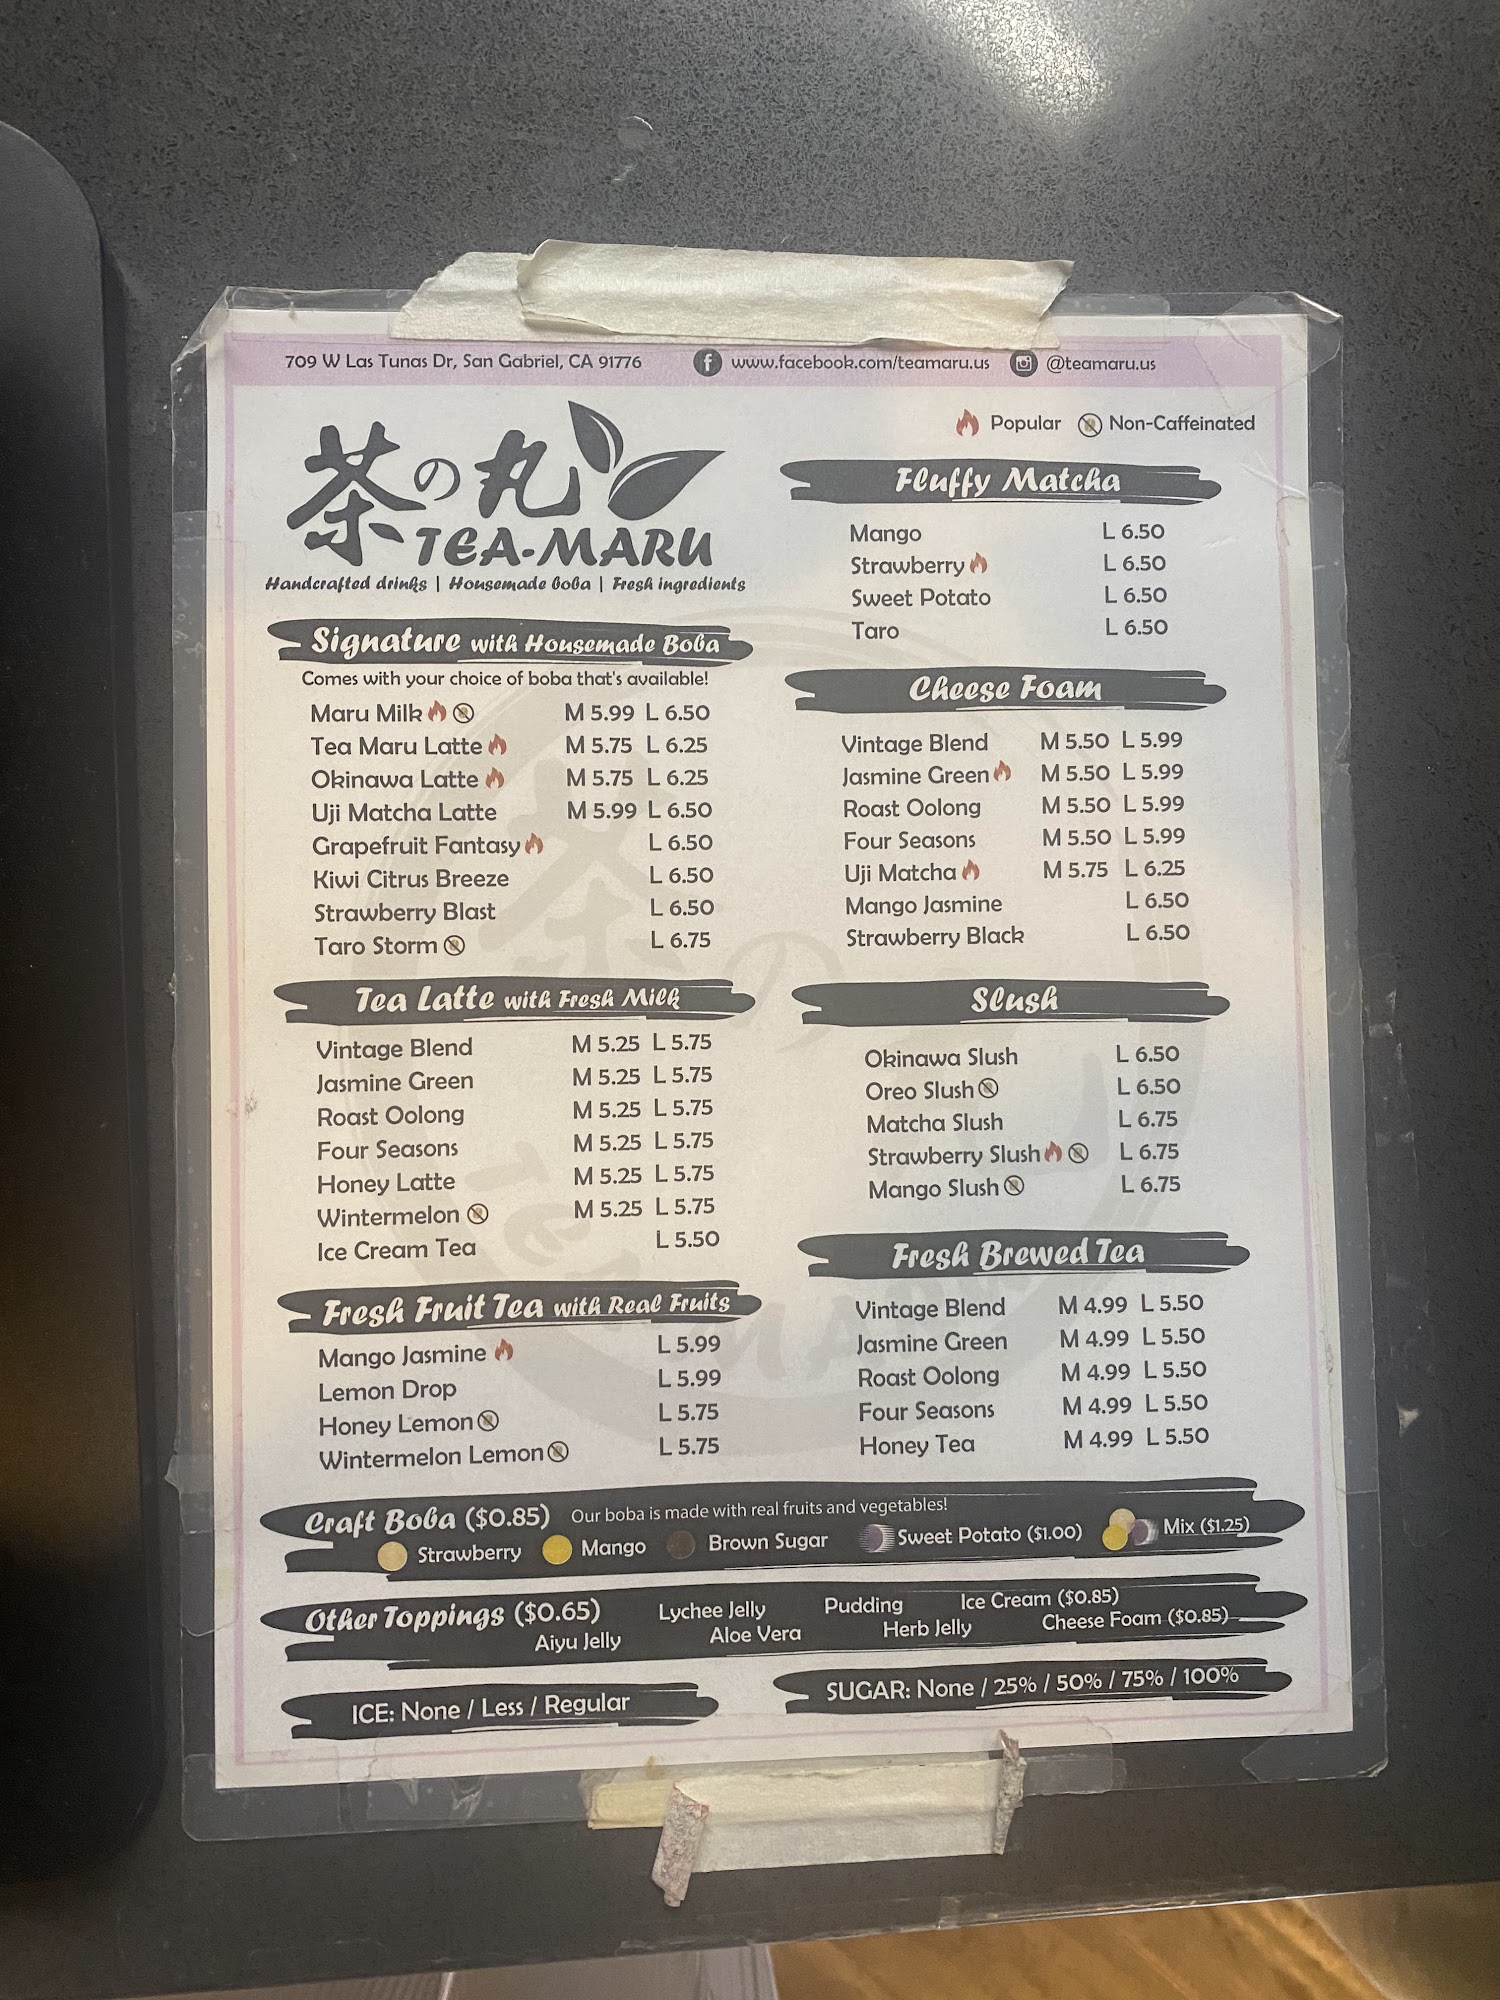 709 W Las Tunas Dr, San Gabriel, CA 91776 www.facebook.com/teamaru.us @teamaru.us
茶の丸
TEA-MARU
Handcrafted drinks | Housemade boba | Fresh ingredients
Signature with Housemade Boba
Comes with your choice of boba that's available!
Maru Milk M 5.99 L 6.50
Tea Maru Latte M 5.75 L 6.25
Okinawa Latte M 5.75 L 6.25
Uji Matcha Latte M 5.99 L 6.50
Grapefruit Fantasy L 6.50
Kiwi Citrus Breeze L 6.50
Strawberry Blast L 6.50
Taro Storm L 6.75
Tea Latte with Fresh Milk
Vintage Blend M 5.25 L 5.75
Jasmine Green M 5.25 L 5.75
Roast Oolong M 5.25 L 5.75
Four Seasons M 5.25 L 5.75
Honey Latte M 5.25 L 5.75
Wintermelon M 5.25 L 5.75
Ice Cream Tea L 5.50
Fresh Fruit Tea with Real Fruits
Mango Jasmine L 5.99
Lemon Drop L 5.99
Honey Lemon L 5.75
Wintermelon Lemon L 5.75
Popular Non-Caffeinated
Fluffy Matcha
Mango L 6.50
Strawberry L 6.50
Sweet Potato L 6.50
Taro L 6.50
Cheese Foam
Vintage Blend M 5.50 L 5.99
Jasmine Green M 5.50 L 5.99
Roast Oolong M 5.50 L 5.99
Four Seasons M 5.50 L 5.99
Uji Matcha M 5.75 L 6.25
Mango Jasmine L 6.50
Strawberry Black L 6.50
Slush
Okinawa Slush L 6.50
Oreo Slush L 6.50
Matcha Slush L 6.75
Strawberry Slush L 6.75
Mango Slush L 6.75
Fresh Brewed Tea
Vintage Blend M 4.99 L 5.50
Jasmine Green M 4.99 L 5.50
Roast Oolong M 4.99 L 5.50
Four Seasons M 4.99 L 5.50
Honey Tea M 4.99 L 5.50
Craft Boba ($0.85) Our boba is made with real fruits and vegetables!
Strawberry Mango Brown Sugar Sweet Potato ($1.00) Mix ($1.25)
Other Toppings ($0.65) Lychee Jelly Pudding Ice Cream ($0.85)
Aiyu Jelly Aloe Vera Herb Jelly Cheese Foam ($0.85)
ICE: None / Less / Regular
SUGAR: None / 25% / 50% / 75% / 100%